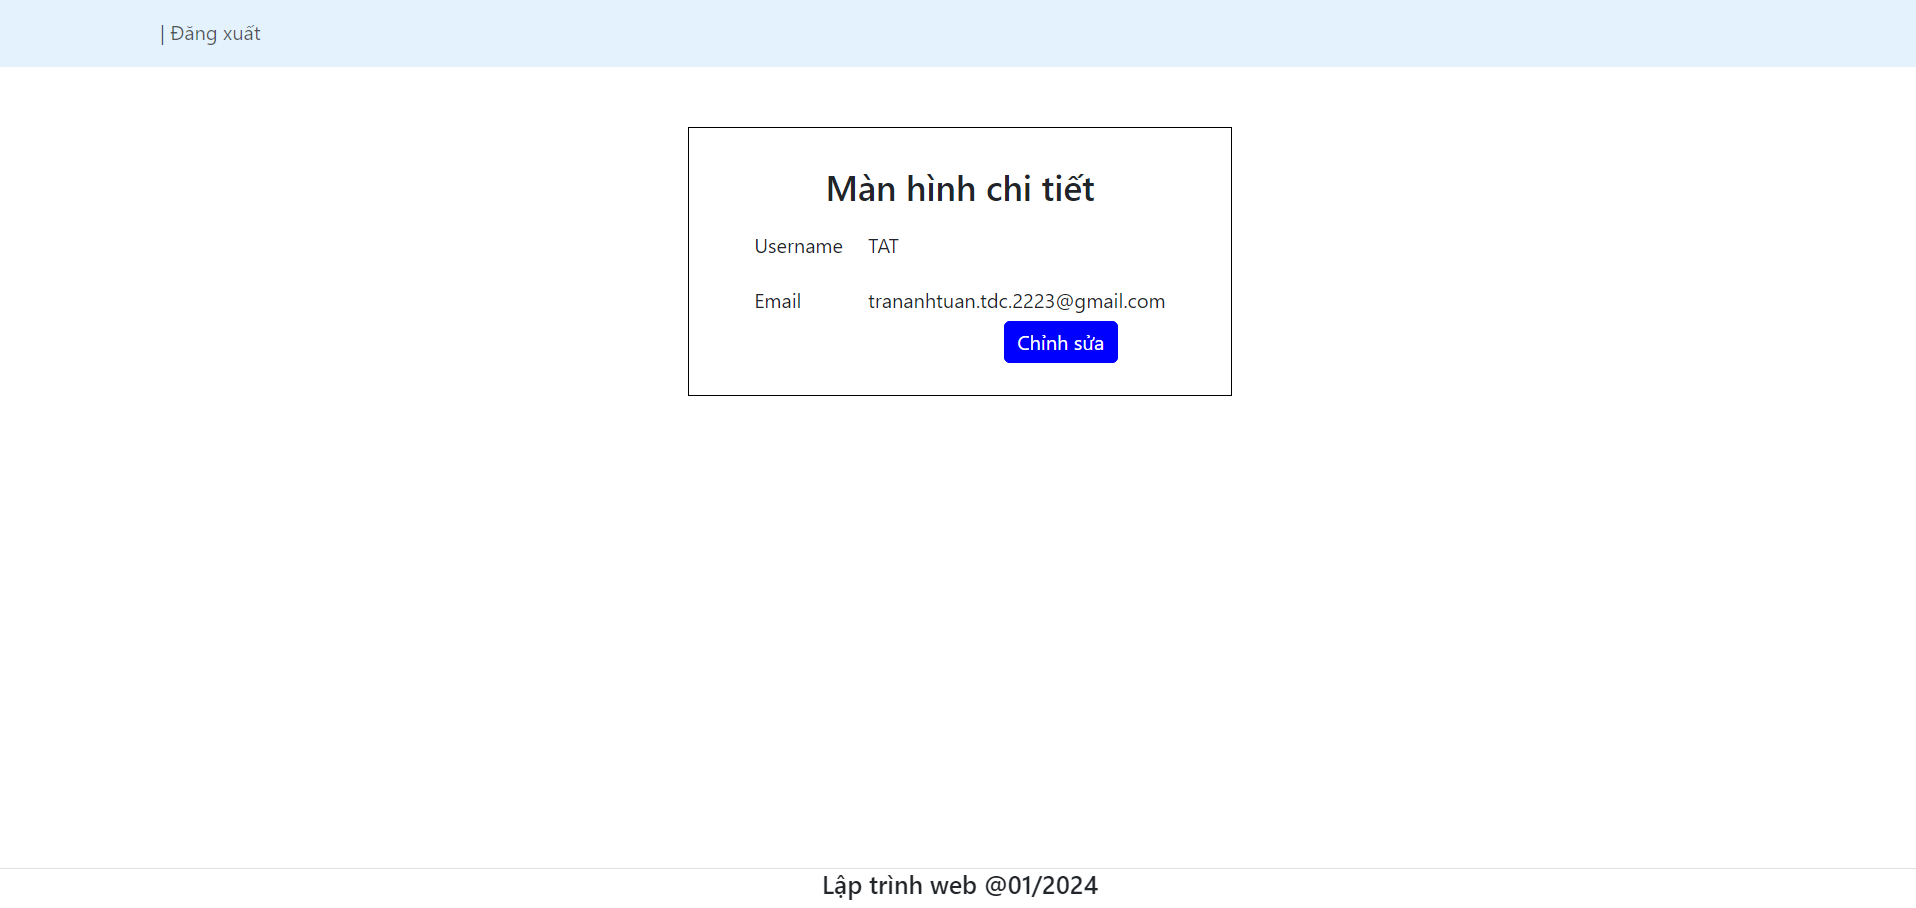 | Đăng xuất
Màn hình chi tiết
Username TAT
Email trananhtuan.tdc.2223@gmail.com
Chỉnh sửa
Lập trình web @01/2024